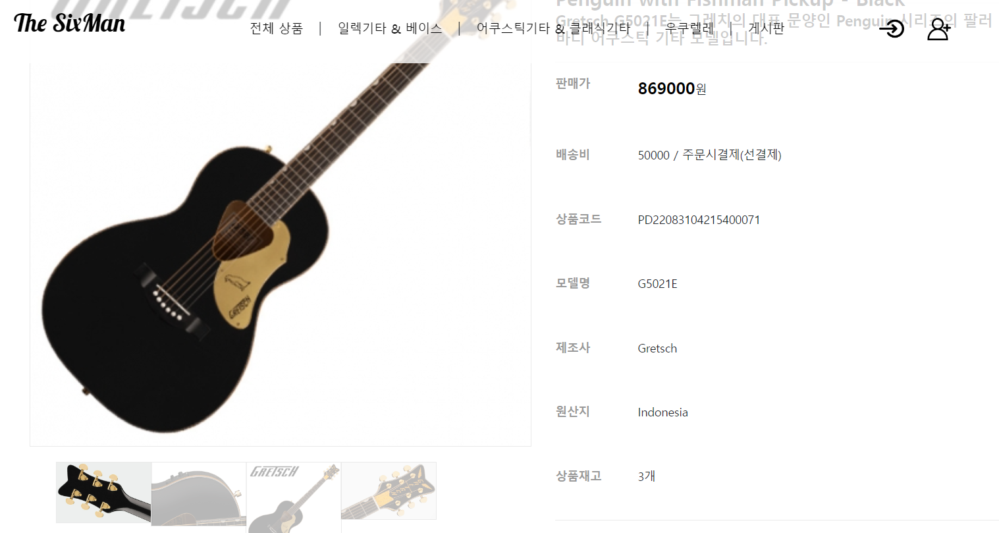 GRETSCH
Penguin with Fishman Pickup - Black
The SixMan
전체 상품 | 일렉기타 & 베이스 | 어쿠스틱기타 & 클래식기타 | 우쿠렐레 | 게시판
Gretsch G5021E는 그레치의 대표 문양인 Penguin 시리즈의 팔러
바디 어쿠스틱 기타 모델입니다.
판매가 869000원
배송비 50000 / 주문시결제(선결제)
상품코드 PD22083104215400071
모델명 G5021E
GRETSCH
제조사 Gretsch
원산지 Indonesia
상품재고 3개
GRETSCH